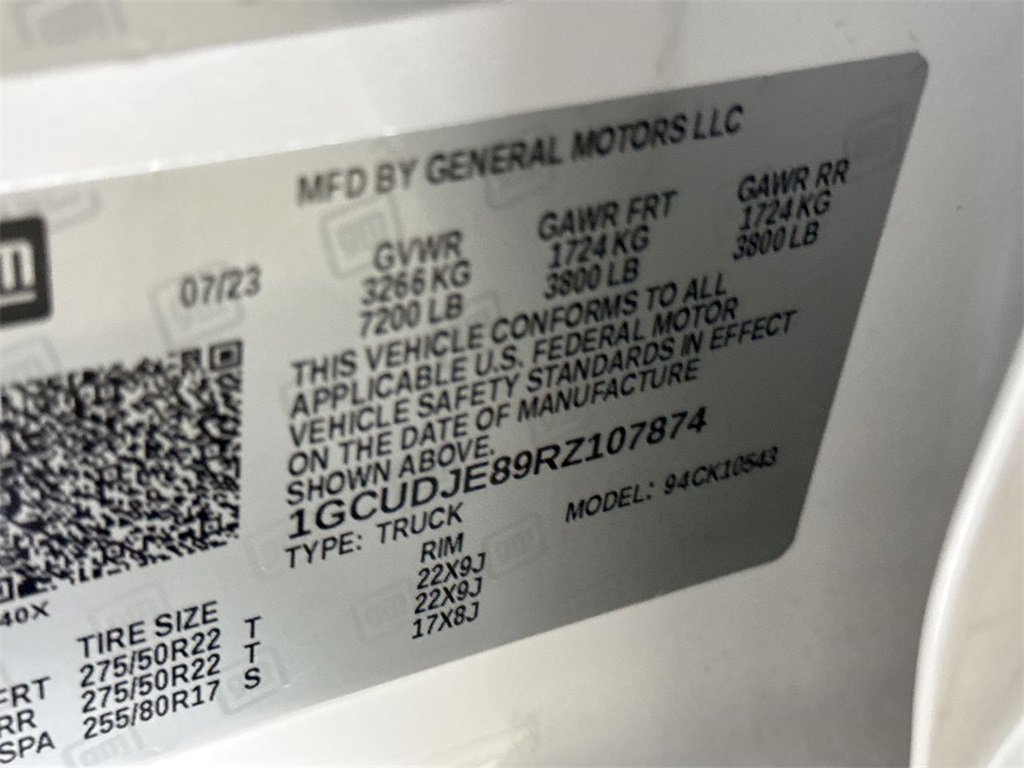 MFD BY GENERAL MOTORS LLC
gm
07/23
GVWR GAWR FRT GAWR RR
3266 KG 1724 KG 1724 KG
7200 LB 3800 LB 3800 LB
THIS VEHICLE CONFORMS TO ALL
APPLICABLE U.S. FEDERAL MOTOR
VEHICLE SAFETY STANDARDS IN EFFECT
ON THE DATE OF MANUFACTURE
SHOWN ABOVE.
1GCUDJE89RZ107874
TYPE: TRUCK MODEL: 94CK10543
40X
TIRE SIZE RIM
FRT 275/50R22 T 22X9J
RR 275/50R22 T 22X9J
SPA 255/80R17 S 17X8J